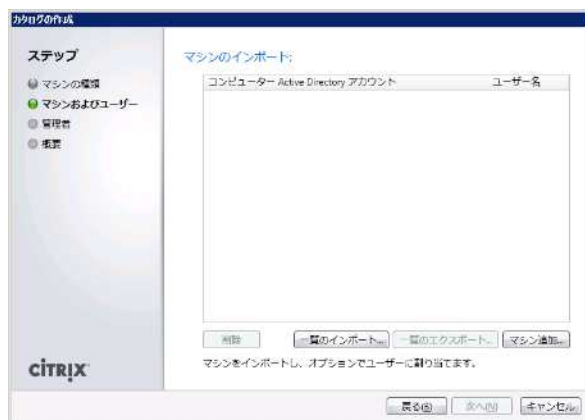 カタログの作成
ステップ
マシンの種類
マシンおよびユーザー
管理者
概要
CITRIX
マシンのインポート:
コンピューター Active Directory アカウント ユーザー名
削除 一覧のインポート... 一覧のエクスポート... マシン追加...
マシンをインポートし、オプションでユーザーに割り当てます。
戻る(B) 次へ(N) キャンセル